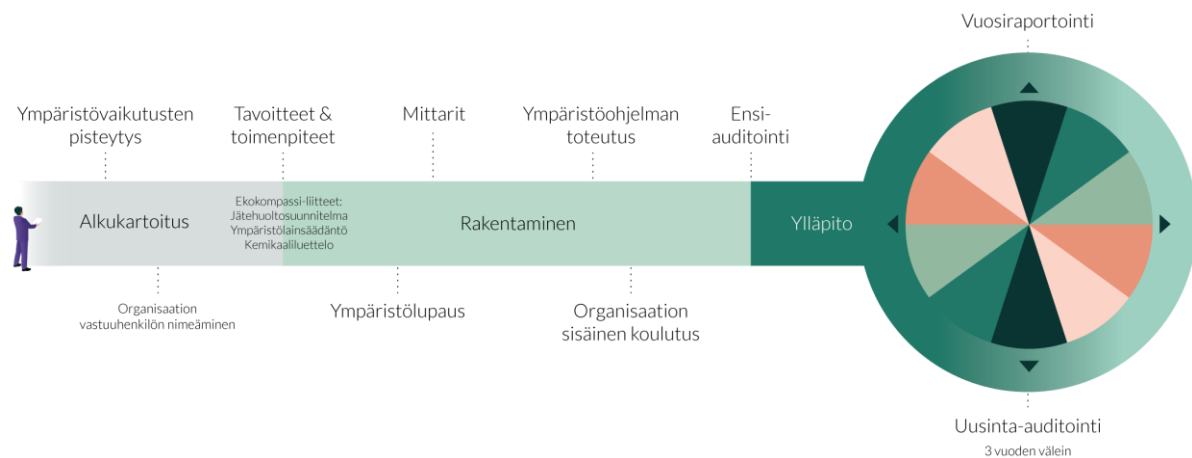 Vuosiraportointi
Ympäristövaikutusten
pisteytys
Tavoitteet &
toimenpiteet
Mittarit
Ympäristöohjelman
toteutus
Ensi-
auditointi
Alkukartoitus
Ekokompassi-liitteet:
Jätehuoltosuunnitelma
Ympäristölainsäädäntö
Kemikaaliluettelo
Rakentaminen
Ylläpito
Organisaation
vastuuhenkilön nimeäminen
Ympäristölupaus
Organisaation
sisäinen koulutus
Uusinta-auditointi
3 vuoden välein